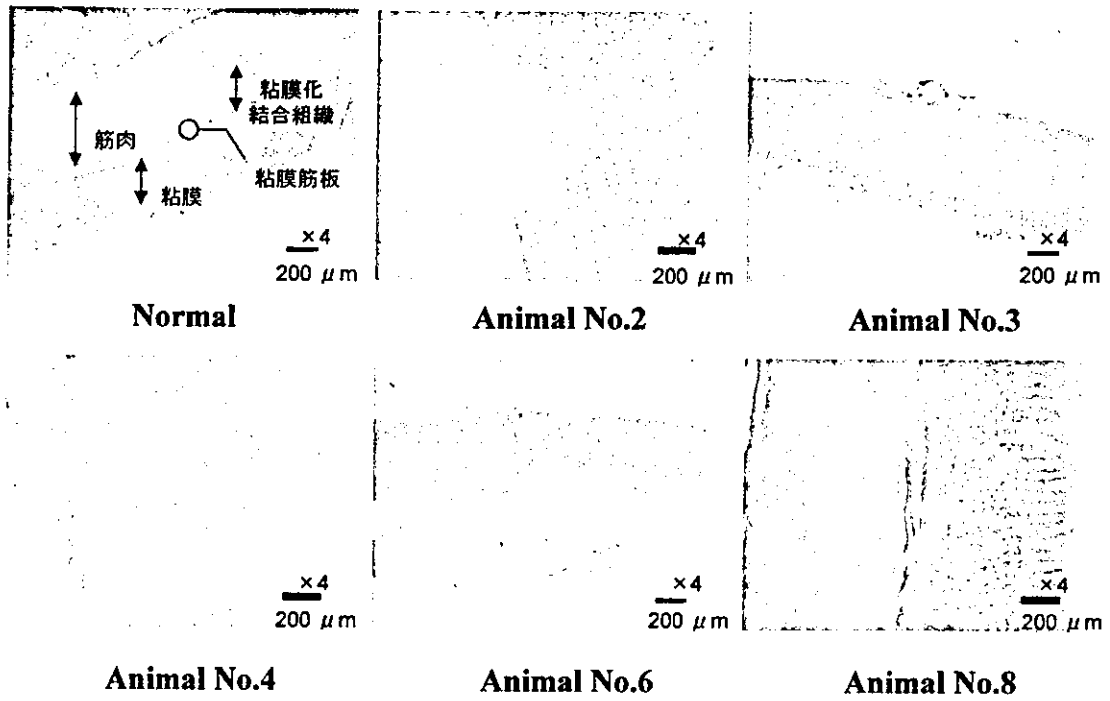 粘膜化
結合組織
筋肉
粘膜
粘膜筋板
×4
200 μm
Normal
×4
200 μm
Animal No.2
×4
200 μm
Animal No.3
×4
200 μm
Animal No.4
×4
200 μm
Animal No.6
×4
200 μm
Animal No.8